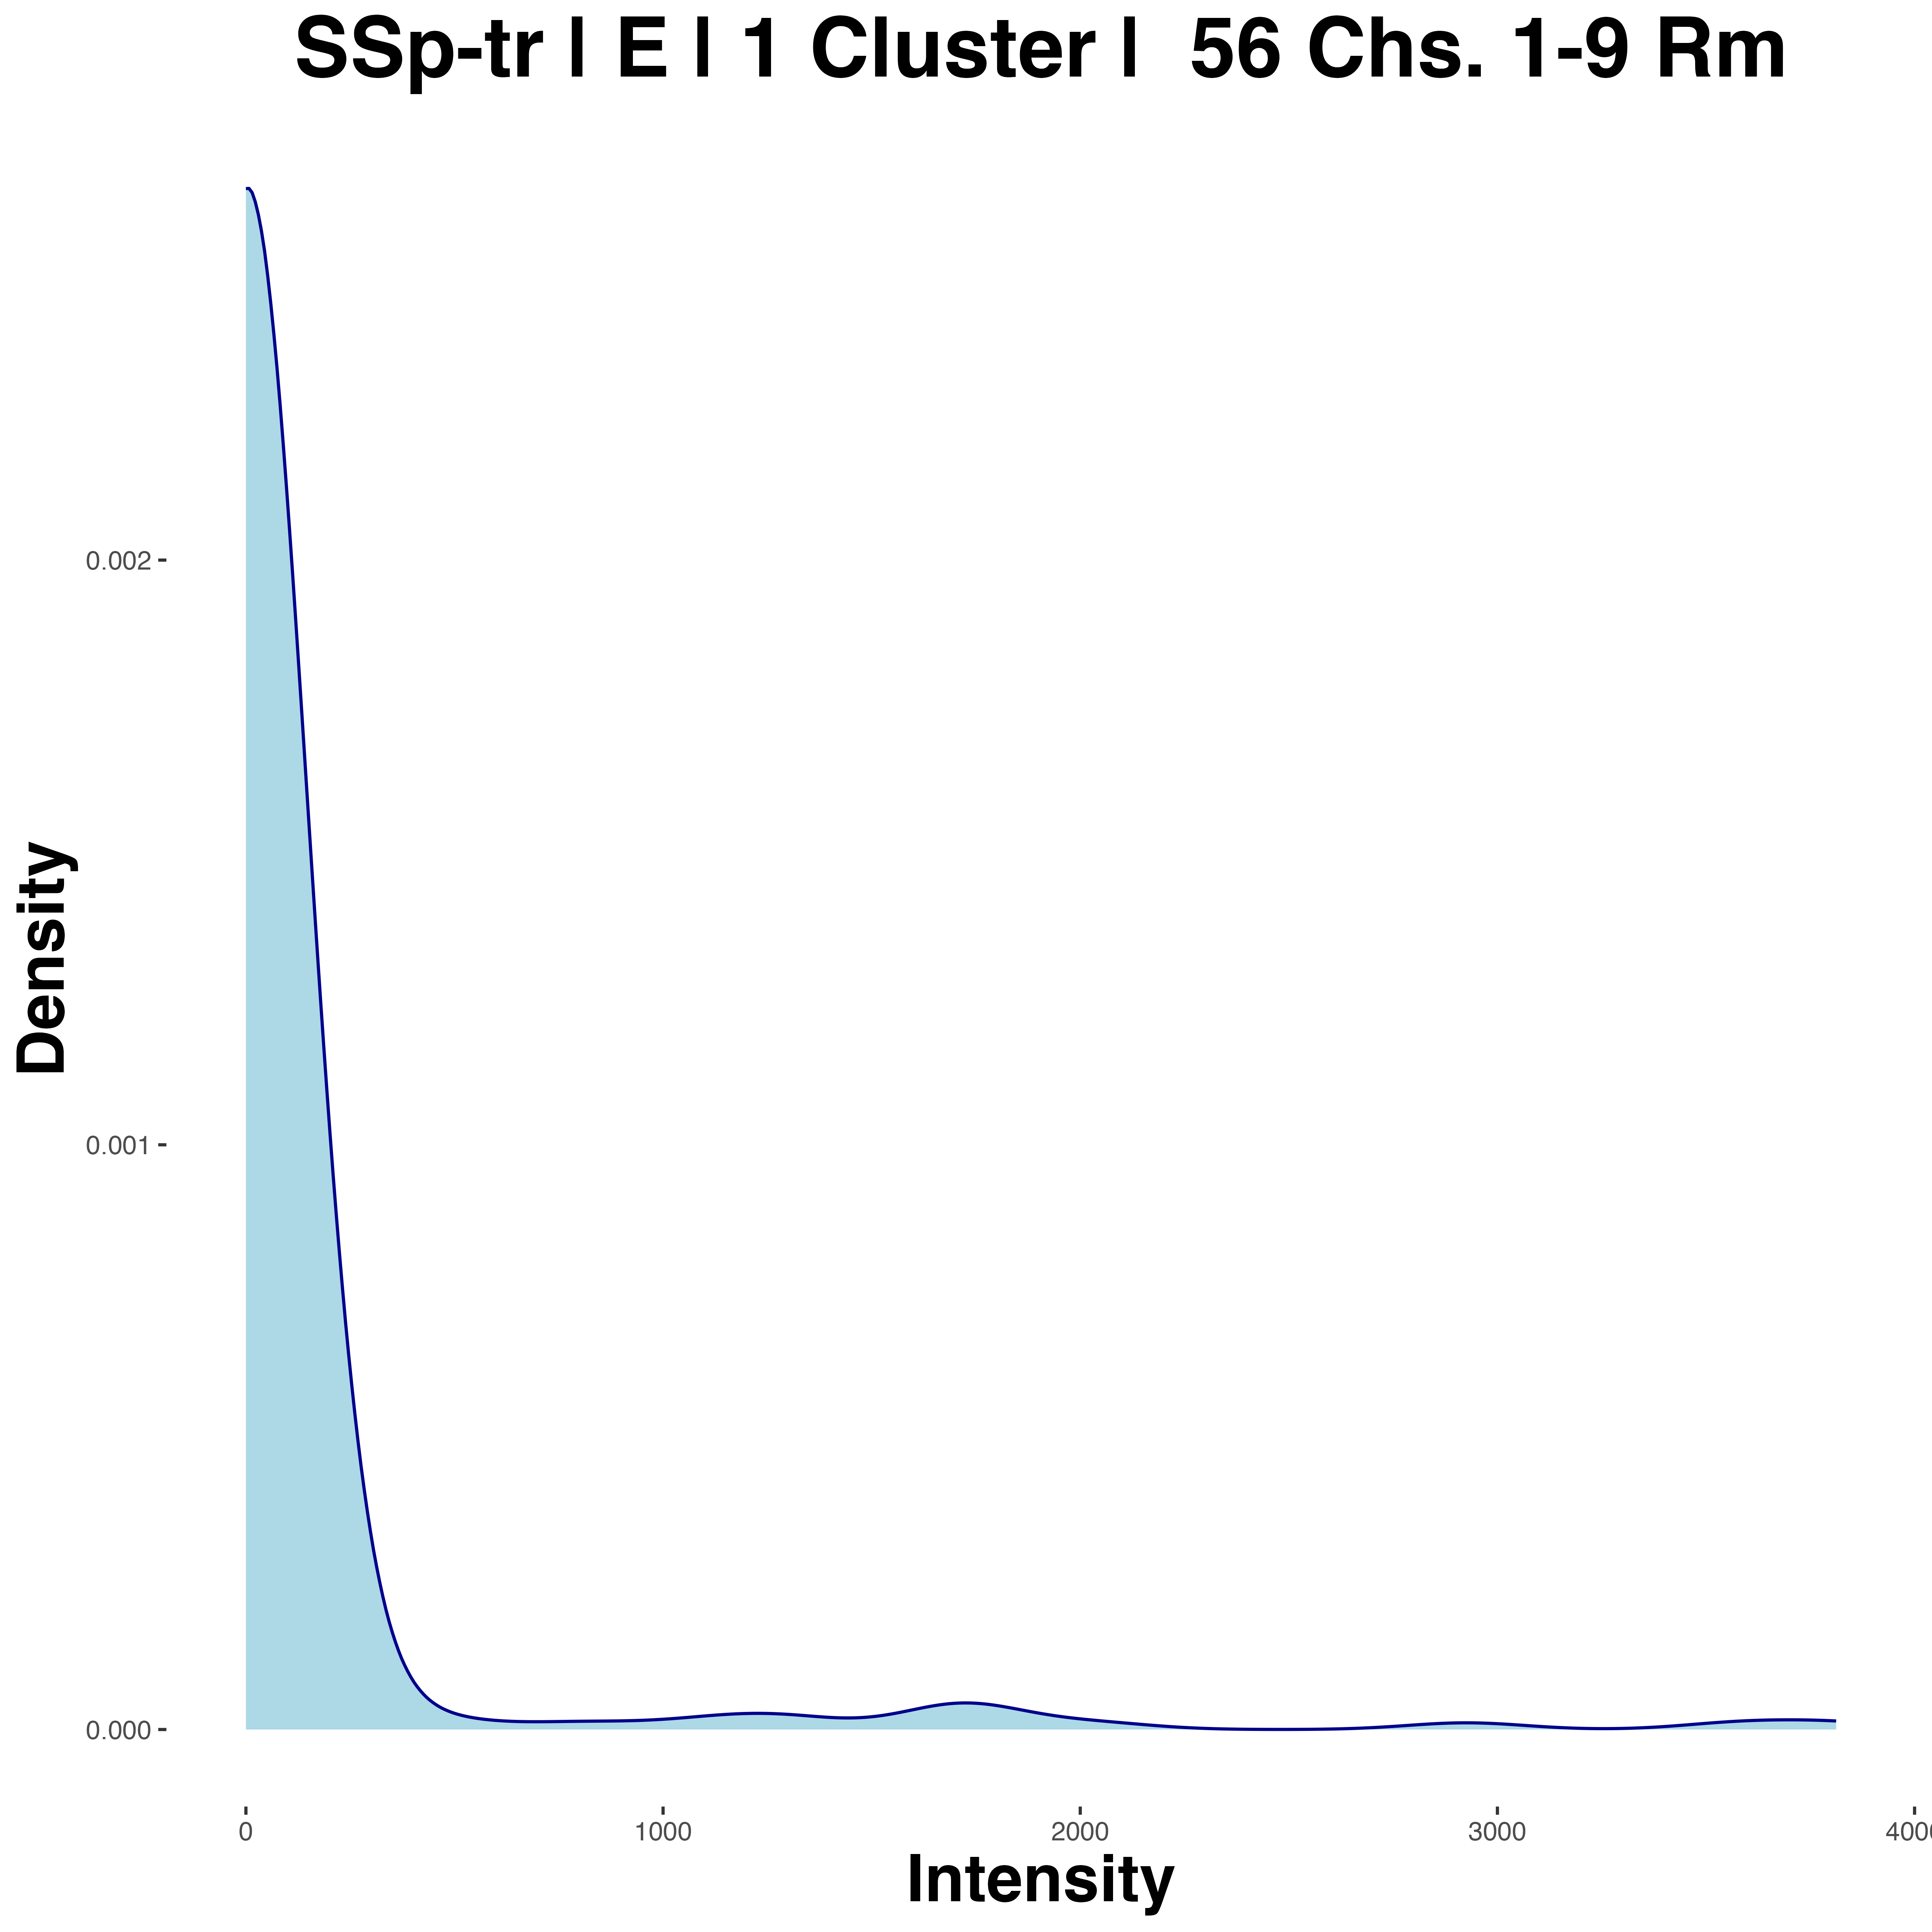 SSp-tr | E | 1 Cluster | 56 Chs. 1-9 Rm
Density
0.002
0.001
0.000
0
1000
2000
3000
Intensity